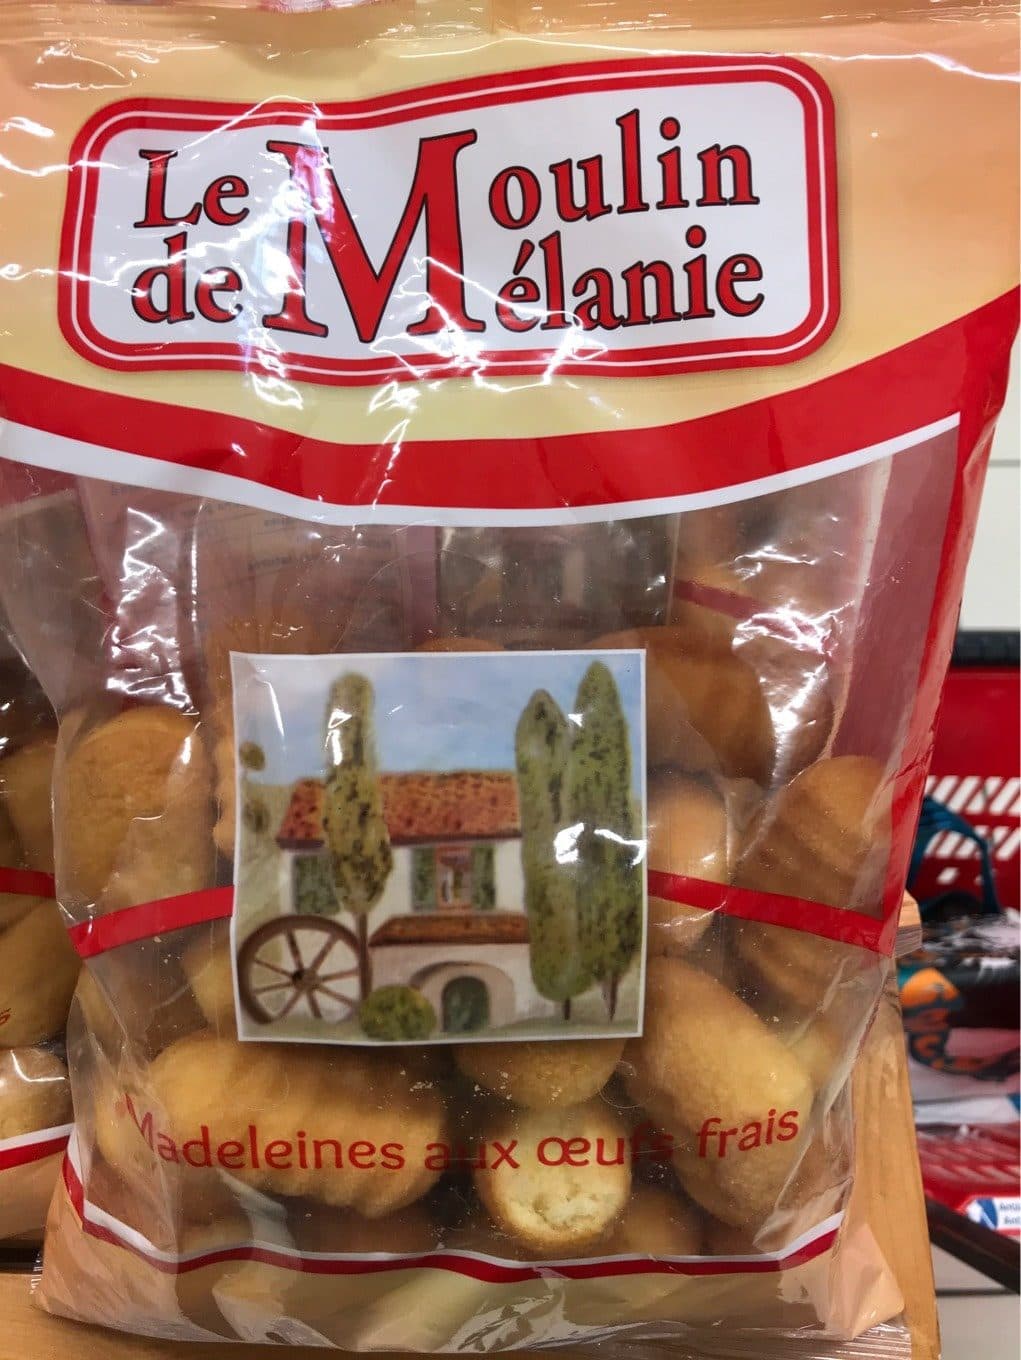 Le Moulin
de Mélanie
Madeleines aux œufs frais